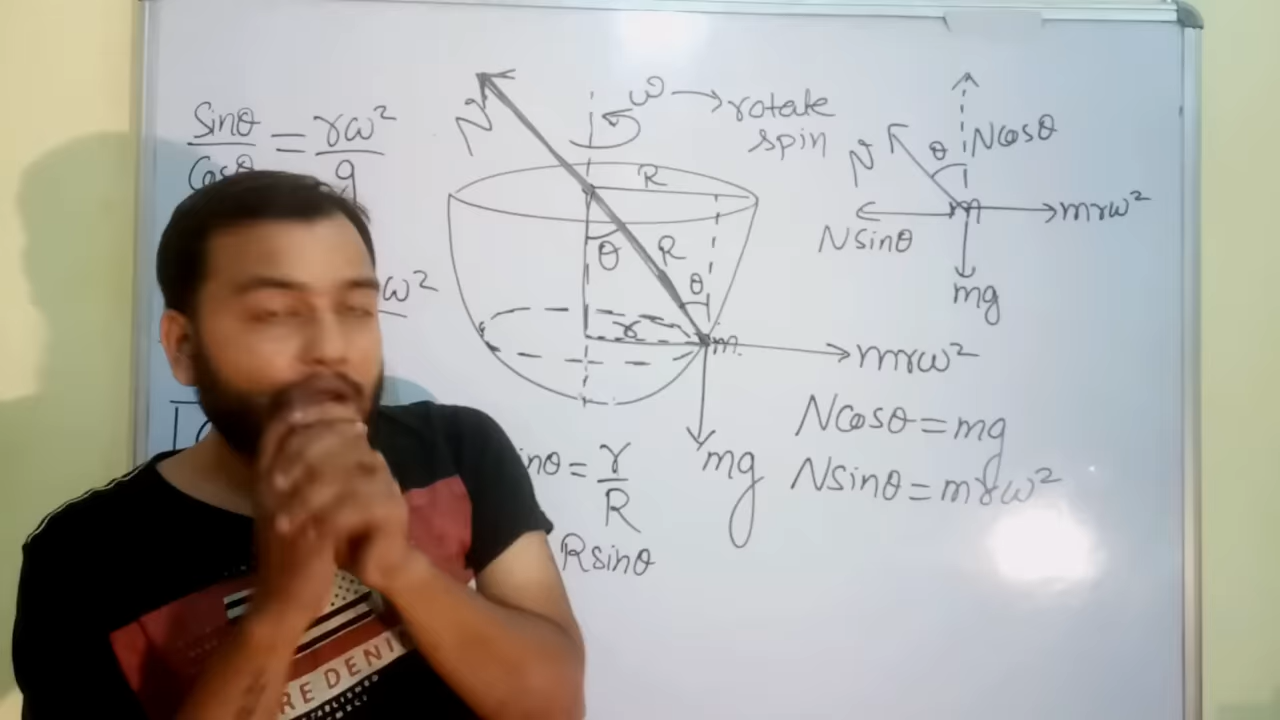 sinθ/cosθ = rω²/g
ω²
N
ω → rotate
spin
R
θ
R
θ
r
m
mrω²
mg
inθ = r/R
Rsinθ
N
θ
Ncosθ
m
mrω²
Nsinθ
mg
Ncosθ = mg
Nsinθ = mrω²
RE DENI
ESTABLISHED